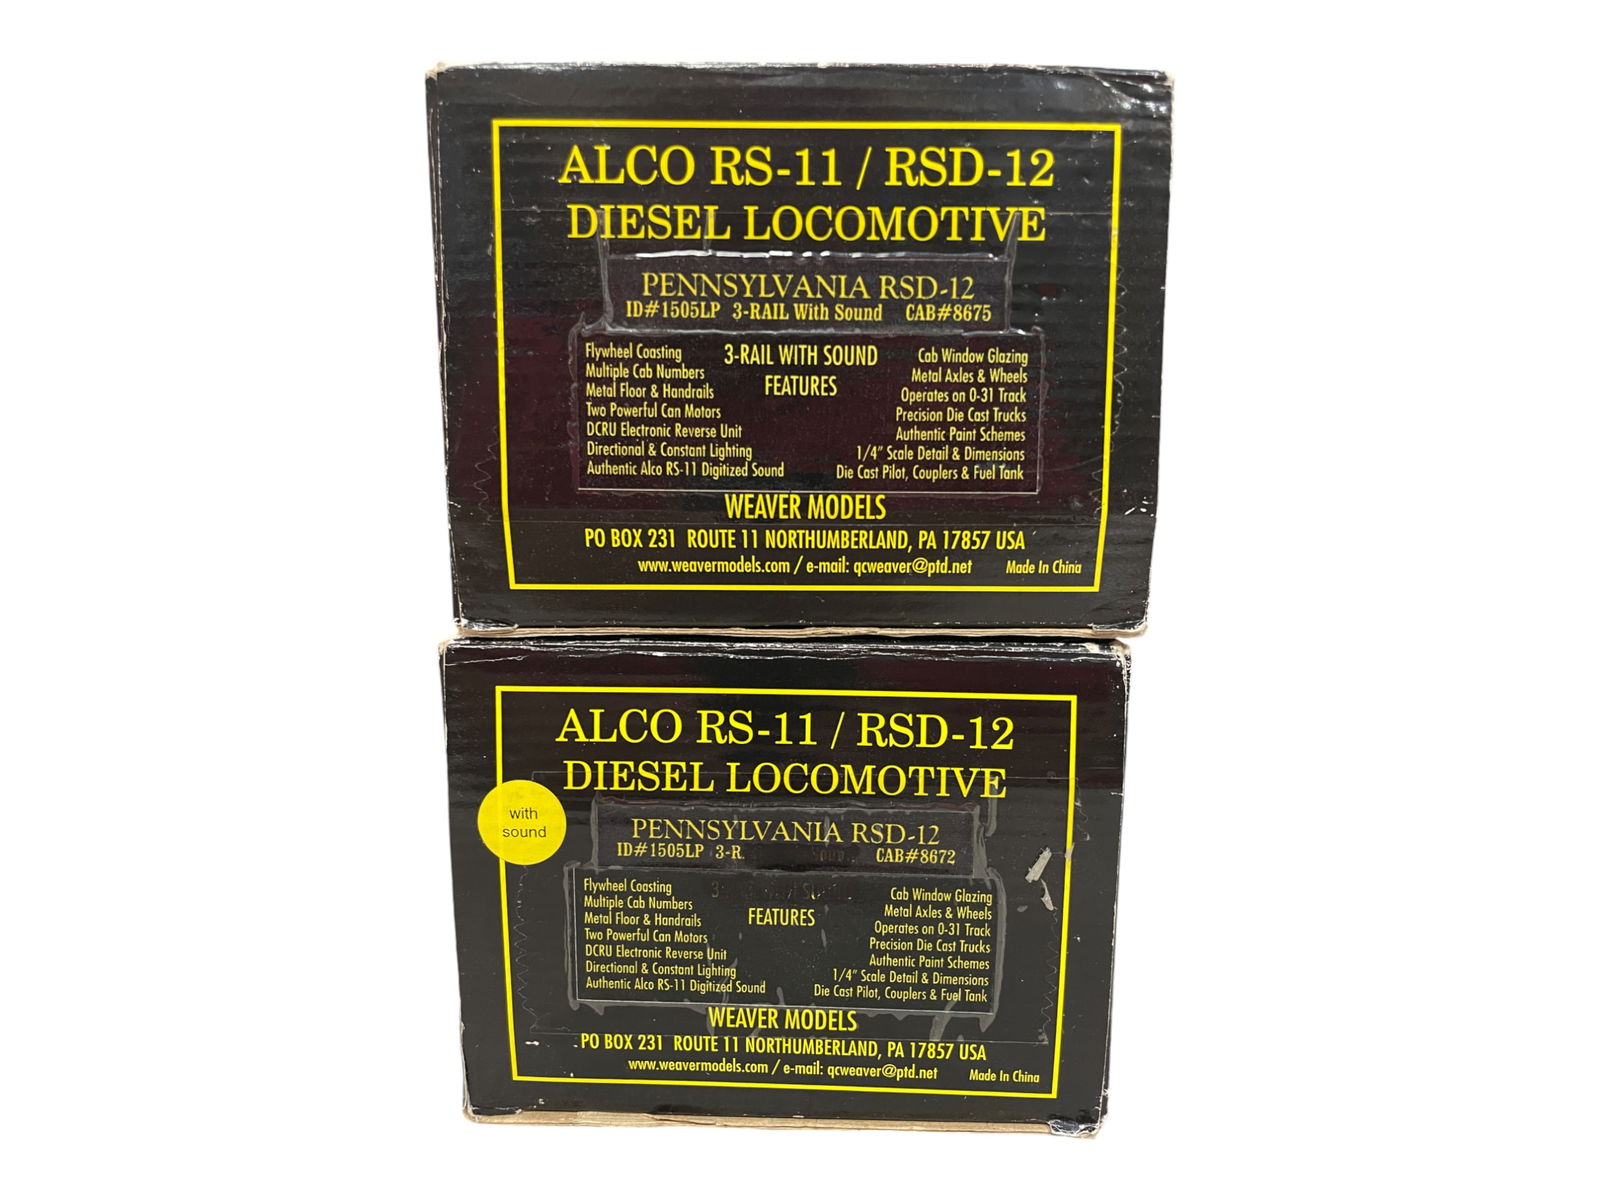 ALCO RS-11 / RSD-12
DIESEL LOCOMOTIVE
PENNSYLVANIA RSD-12
ID#1505LP 3-RAIL With Sound CAB#8675
3-RAIL WITH SOUND
FEATURES
Flywheel Coasting
Multiple Cab Numbers
Metal Floor & Handrails
Two Powerful Can Motors
DCRU Electronic Reverse Unit
Directional & Constant Lighting
Authentic Alco RS-11 Digitized Sound
Cab Window Glazing
Metal Axles & Wheels
Operates on 0-31 Track
Precision Die Cast Trucks
Authentic Paint Schemes
1/4" Scale Detail & Dimensions
Die Cast Pilot, Couplers & Fuel Tank
WEAVER MODELS
PO BOX 231 ROUTE 11 NORTHUMBERLAND, PA 17857 USA
www.weavermodels.com / e-mail: qcweaver@ptd.net Made In China
ALCO RS-11 / RSD-12
DIESEL LOCOMOTIVE
with
sound
PENNSYLVANIA RSD-12
ID#1505LP 3-R CAB#8672
FEATURES
Flywheel Coasting
Multiple Cab Numbers
Metal Floor & Handrails
Two Powerful Can Motors
DCRU Electronic Reverse Unit
Directional & Constant Lighting
Authentic Alco RS-11 Digitized Sound
Cab Window Glazing
Metal Axles & Wheels
Operates on 0-31 Track
Precision Die Cast Trucks
Authentic Paint Schemes
1/4" Scale Detail & Dimensions
Die Cast Pilot, Couplers & Fuel Tank
WEAVER MODELS
PO BOX 231 ROUTE 11 NORTHUMBERLAND, PA 17857 USA
www.weavermodels.com / e-mail: qcweaver@ptd.net Made In China